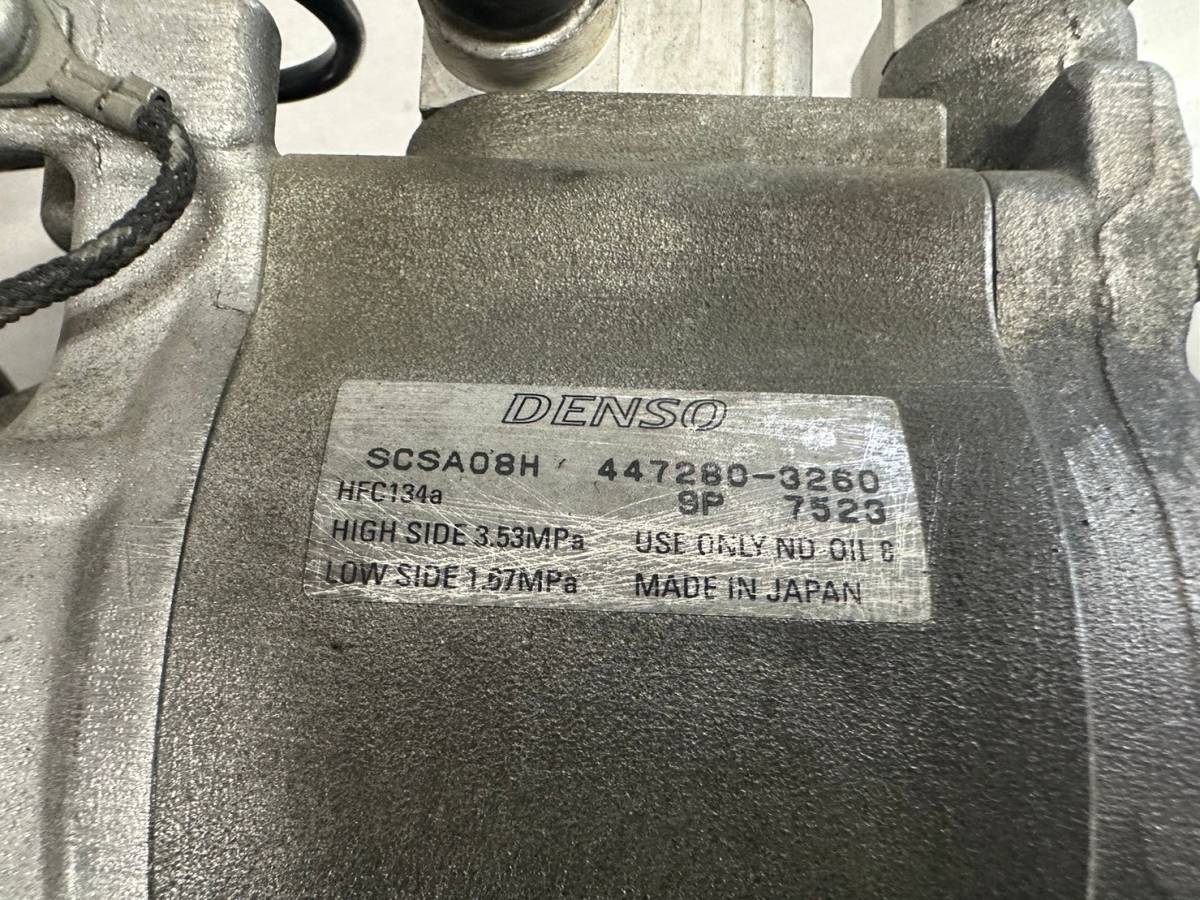 DENSO
SCSA08H 447280-3260
HFC134a 9P 7523
HIGH SIDE 3.53MPa USE ONLY ND-OIL 8
LOW SIDE 1.67MPa MADE IN JAPAN